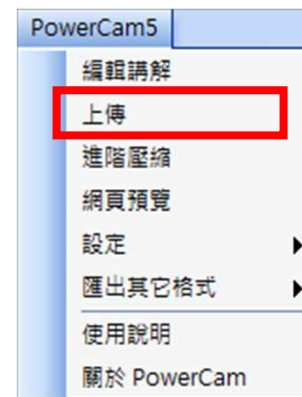 PowerCam5
編輯講解
上傳
進階壓縮
網頁預覽
設定
匯出其它格式
使用說明
關於 PowerCam